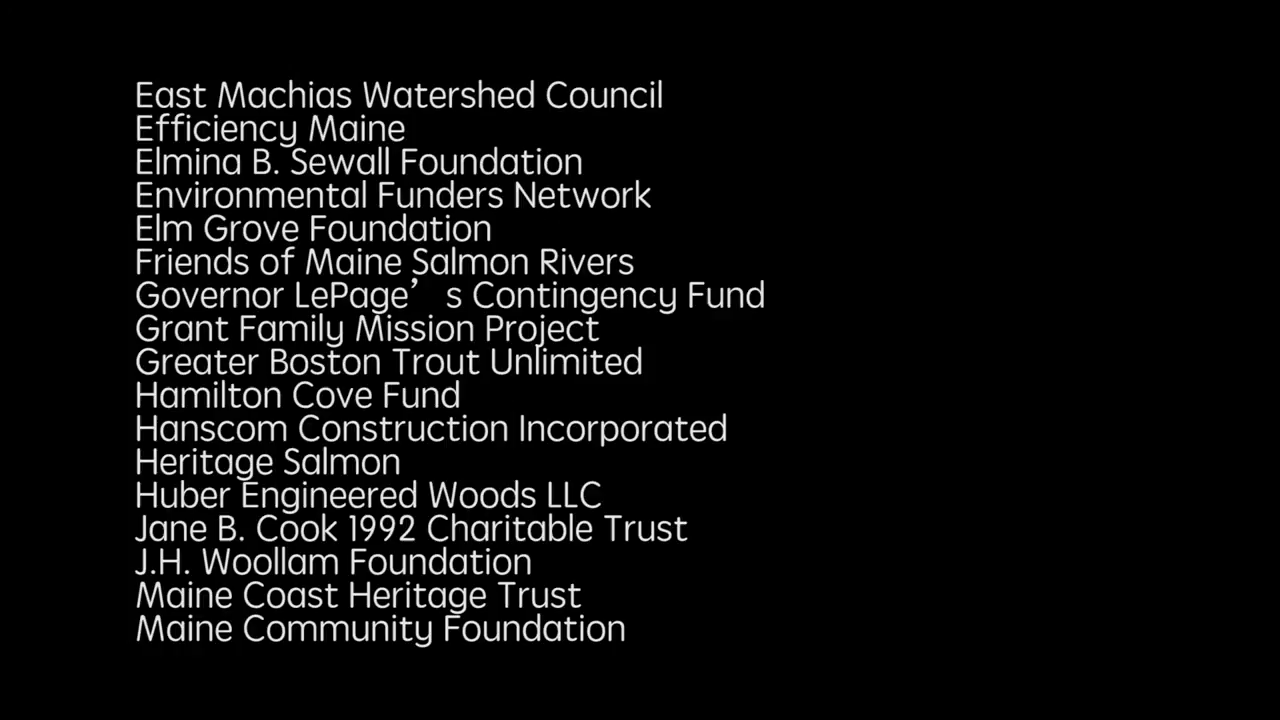 East Machias Watershed Council
Efficiency Maine
Elmina B. Sewall Foundation
Environmental Funders Network
Elm Grove Foundation
Friends of Maine Salmon Rivers
Governor LePage’s Contingency Fund
Grant Family Mission Project
Greater Boston Trout Unlimited
Hamilton Cove Fund
Hanscom Construction Incorporated
Heritage Salmon
Huber Engineered Woods LLC
Jane B. Cook 1992 Charitable Trust
J.H. Woollam Foundation
Maine Coast Heritage Trust
Maine Community Foundation